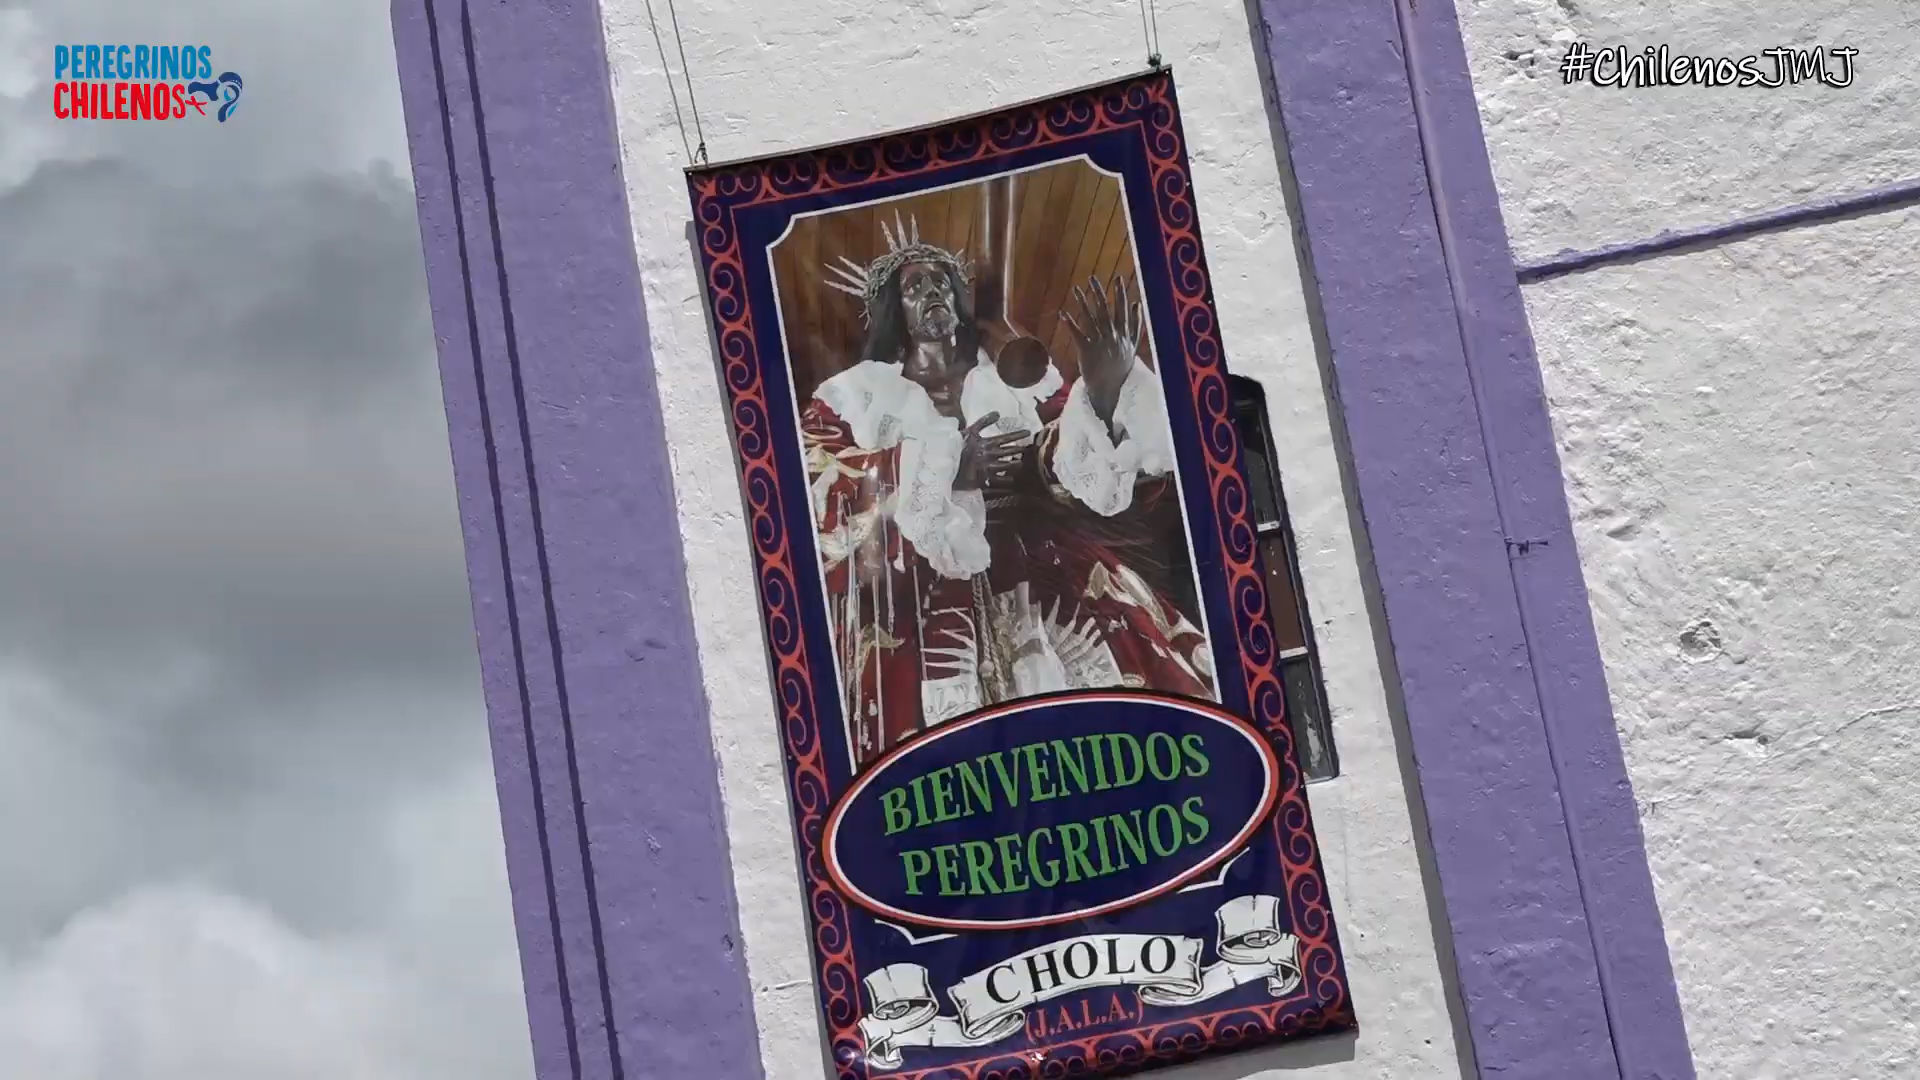 PEREGRINOS
CHILENOS
#ChilenosJMJ
BIENVENIDOS
PEREGRINOS
CHOLO
(J.A.L.A.)